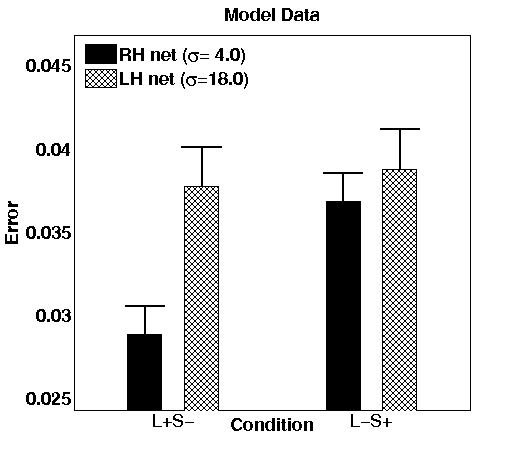 Model Data
RH net (σ= 4.0)
LH net (σ=18.0)
0.045
0.04
0.035
0.03
0.025
Error
L+S−
L−S+
Condition